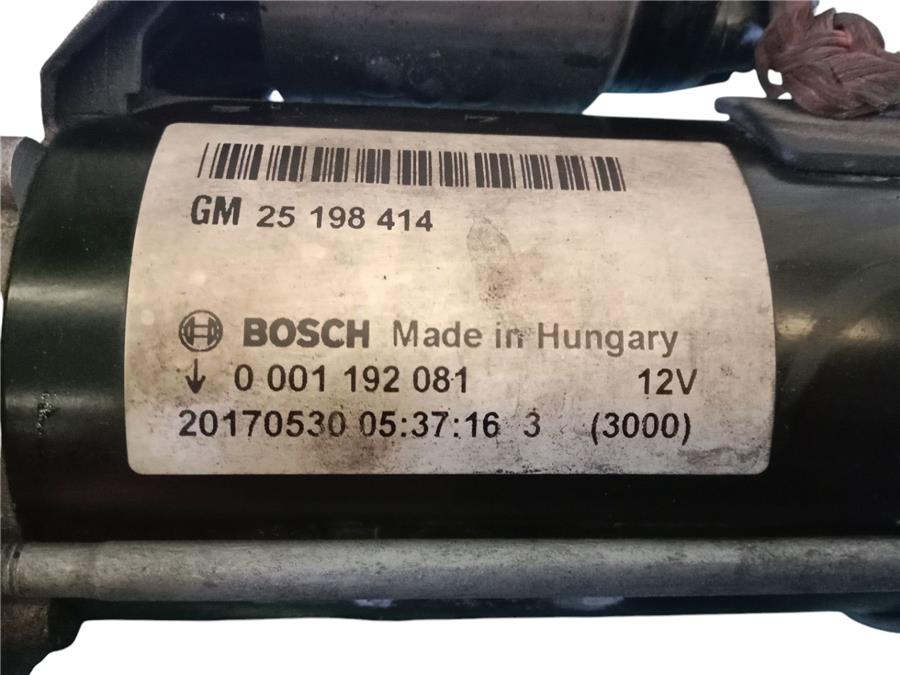 GM 25 198 414
BOSCH Made in Hungary
↓ 0 001 192 081 12V
20170530 05:37:16 3 (3000)